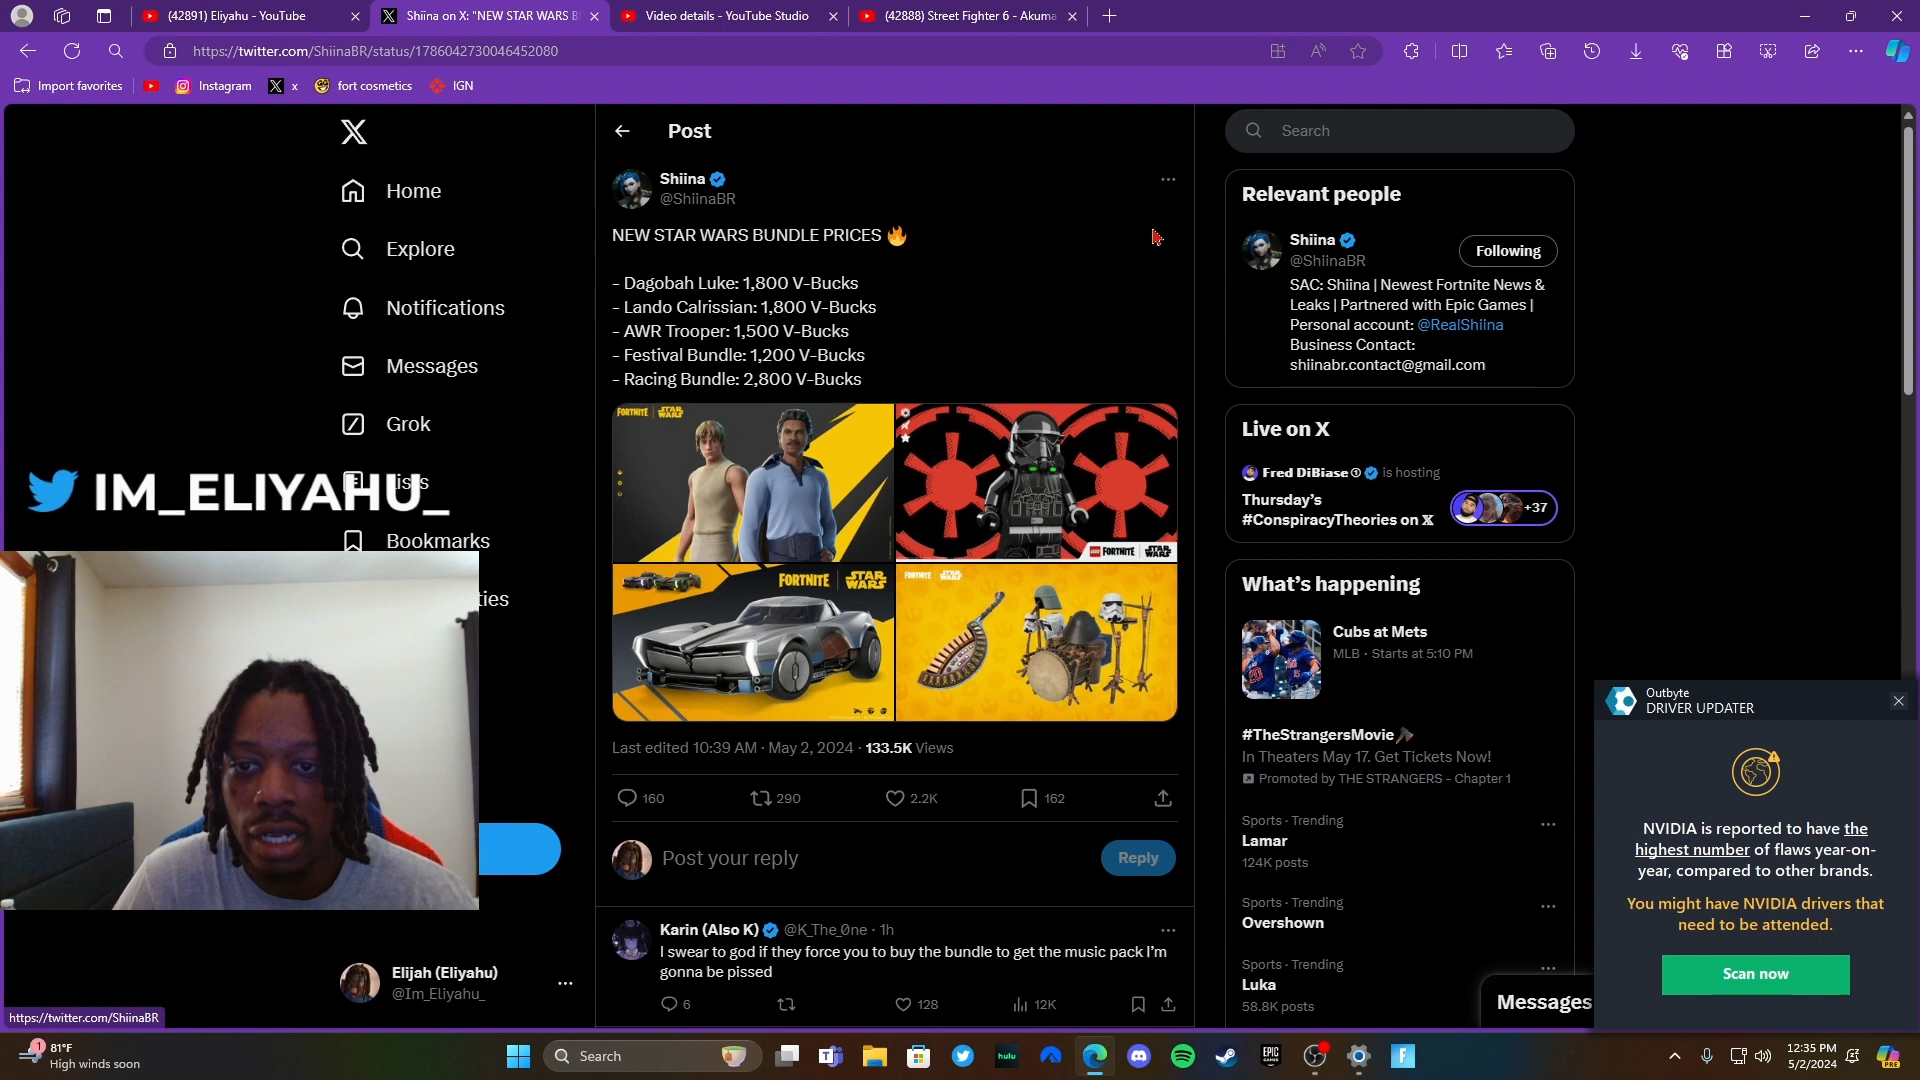 (42891) Eliyahu - YouTube
Shiina on X: "NEW STAR WARS B
Video details - YouTube Studio
(42888) Street Fighter 6 - Akuma
https://twitter.com/ShiinaBR/status/1786042730046452080
Import favorites
Instagram
x
fort cosmetics
IGN
Home
Explore
Notifications
Messages
Grok
Lists
Bookmarks
ties
IM_ELIYAHU_
Elijah (Eliyahu)
@Im_Eliyahu_
https://twitter.com/ShiinaBR
Post
Shiina
@ShiinaBR
NEW STAR WARS BUNDLE PRICES 🔥
- Dagobah Luke: 1,800 V-Bucks
- Lando Calrissian: 1,800 V-Bucks
- AWR Trooper: 1,500 V-Bucks
- Festival Bundle: 1,200 V-Bucks
- Racing Bundle: 2,800 V-Bucks
FORTNITE STAR WARS
LEGO FORTNITE STAR WARS
FORTNITE STAR WARS
FORTNITE STAR WARS
Last edited 10:39 AM · May 2, 2024 · 133.5K Views
160
290
2.2K
162
Post your reply
Reply
Karin (Also K) @K_The_0ne · 1h
I swear to god if they force you to buy the bundle to get the music pack I'm
gonna be pissed
6
128
12K
Search
Relevant people
Shiina
@ShiinaBR
Following
SAC: Shiina | Newest Fortnite News &
Leaks | Partnered with Epic Games |
Personal account: @RealShiina
Business Contact:
shiinabr.contact@gmail.com
Live on X
Fred DiBiase is hosting
Thursday's
#ConspiracyTheories on X
+37
What's happening
Cubs at Mets
MLB · Starts at 5:10 PM
#TheStrangersMovie
In Theaters May 17. Get Tickets Now!
Promoted by THE STRANGERS - Chapter 1
Sports · Trending
Lamar
124K posts
Sports · Trending
Overshown
Sports · Trending
Luka
58.8K posts
Messages
Outbyte
DRIVER UPDATER
NVIDIA is reported to have the
highest number of flaws year-on-
year, compared to other brands.
You might have NVIDIA drivers that
need to be attended.
Scan now
1
81°F
High winds soon
Search
hulu
EPIC GAMES
12:35 PM
5/2/2024
PRE